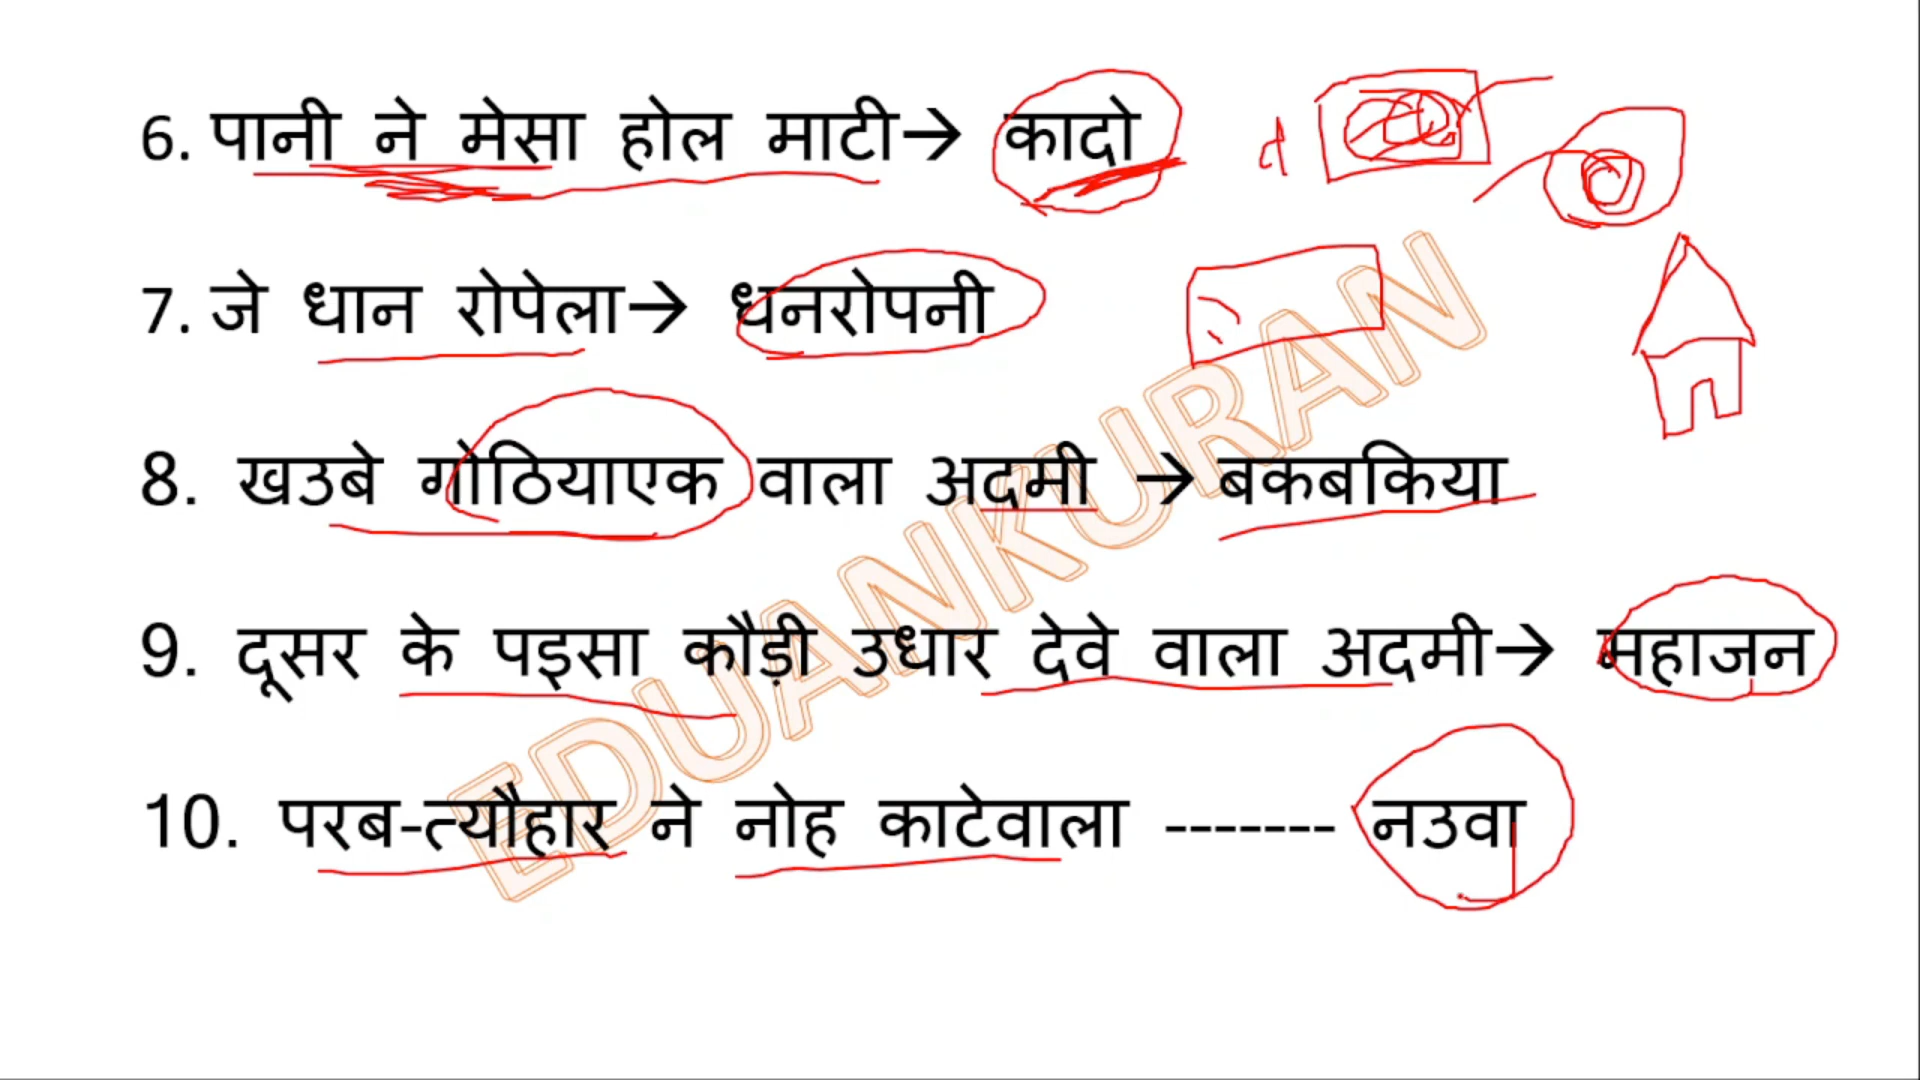 6. पानी ने मेसा होल माटी→ कादो
7. जे धान रोपेला→ धनरोपनी
8. खउबे गोठियाएक वाला अदमी → बकबकिया
9. दूसर के पइसा कौड़ी उधार देवे वाला अदमी→ महाजन
10. परब-त्यौहार ने नोह काटेवाला ------- नउवा
EDUANKURAN